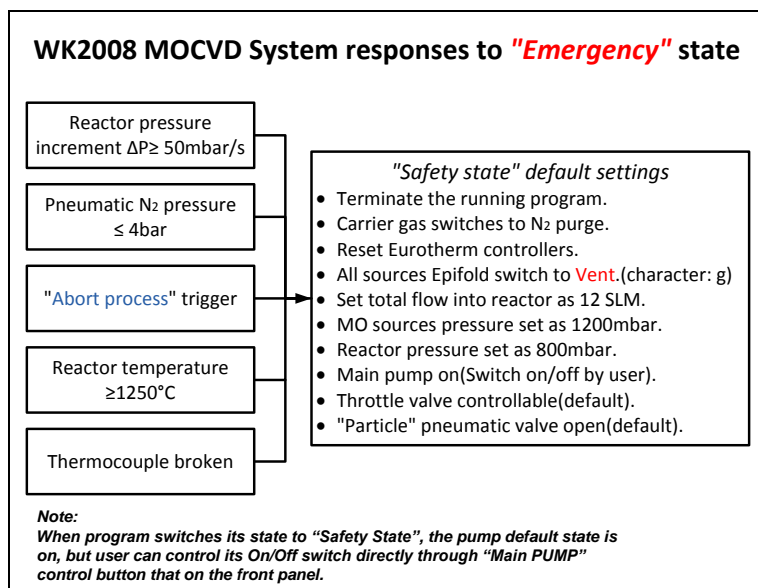 WK2008 MOCVD System responses to "Emergency" state
Reactor pressure
increment ΔP≥ 50mbar/s
Pneumatic N2 pressure
≤ 4bar
"Abort process" trigger
Reactor temperature
≥1250°C
Thermocouple broken
"Safety state" default settings
• Terminate the running program.
• Carrier gas switches to N2 purge.
• Reset Eurotherm controllers.
• All sources Epifold switch to Vent.(character: g)
• Set total flow into reactor as 12 SLM.
• MO sources pressure set as 1200mbar.
• Reactor pressure set as 800mbar.
• Main pump on(Switch on/off by user).
• Throttle valve controllable(default).
• "Particle" pneumatic valve open(default).
Note:
When program switches its state to “Safety State”, the pump default state is
on, but user can control its On/Off switch directly through “Main PUMP”
control button that on the front panel.